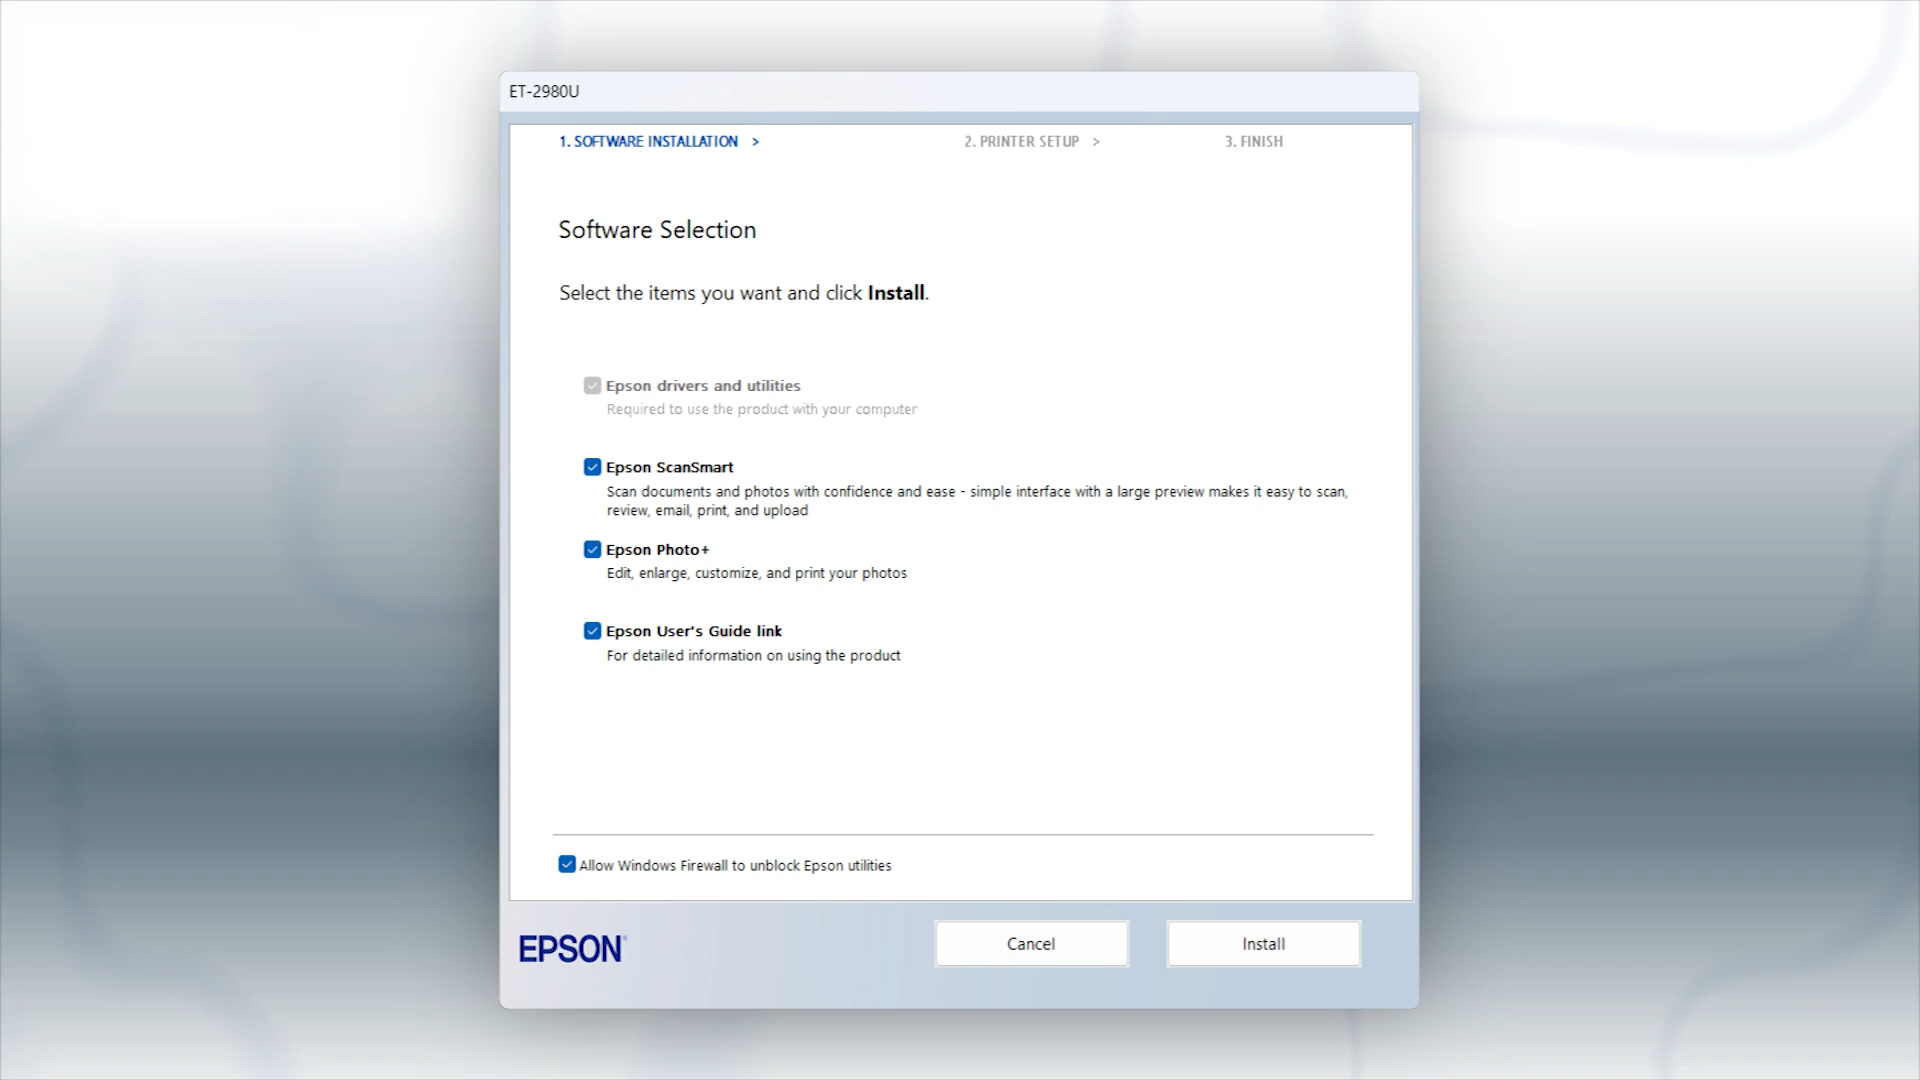 ET-2980U
1. SOFTWARE INSTALLATION >
2. PRINTER SETUP >
3. FINISH
Software Selection
Select the items you want and click Install.
Epson drivers and utilities
Required to use the product with your computer
Epson ScanSmart
Scan documents and photos with confidence and ease - simple interface with a large preview makes it easy to scan,
review, email, print, and upload
Epson Photo+
Edit, enlarge, customize, and print your photos
Epson User's Guide link
For detailed information on using the product
Allow Windows Firewall to unblock Epson utilities
EPSON
Cancel
Install